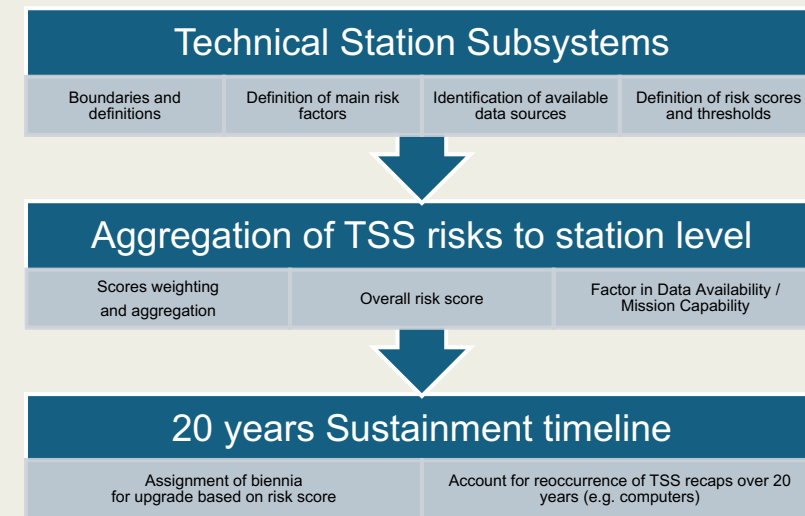 Technical Station Subsystems
Boundaries and
definitions
Definition of main risk
factors
Identification of available
data sources
Definition of risk scores
and thresholds
Aggregation of TSS risks to station level
Scores weighting
and aggregation
Overall risk score
Factor in Data Availability /
Mission Capability
20 years Sustainment timeline
Assignment of biennia
for upgrade based on risk score
Account for reoccurrence of TSS recaps over 20
years (e.g. computers)